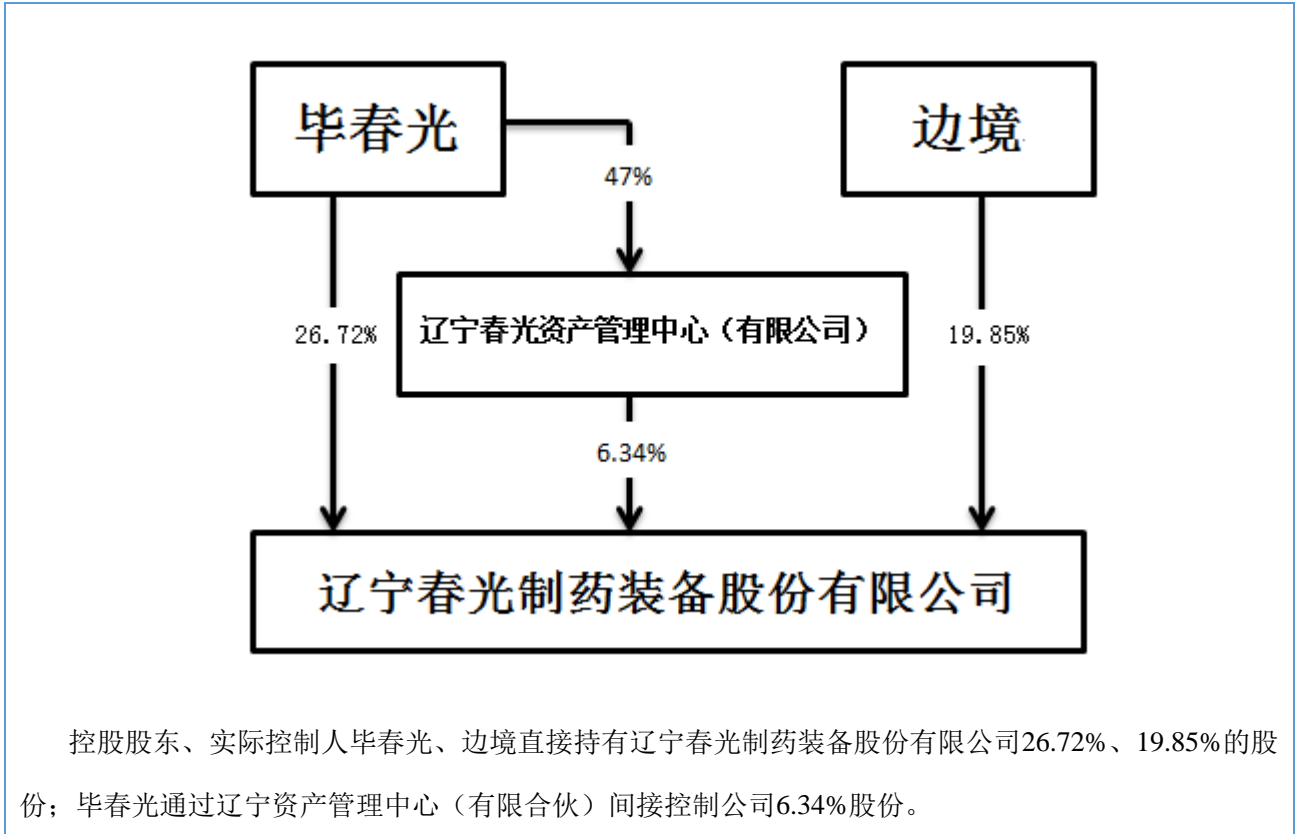 毕春光
边境
47%
26.72%
辽宁春光资产管理中心（有限公司）
19.85%
6.34%
辽宁春光制药装备股份有限公司
控股股东、实际控制人毕春光、边境直接持有辽宁春光制药装备股份有限公司26.72%、19.85%的股
份；毕春光通过辽宁资产管理中心（有限合伙）间接控制公司6.34%股份。